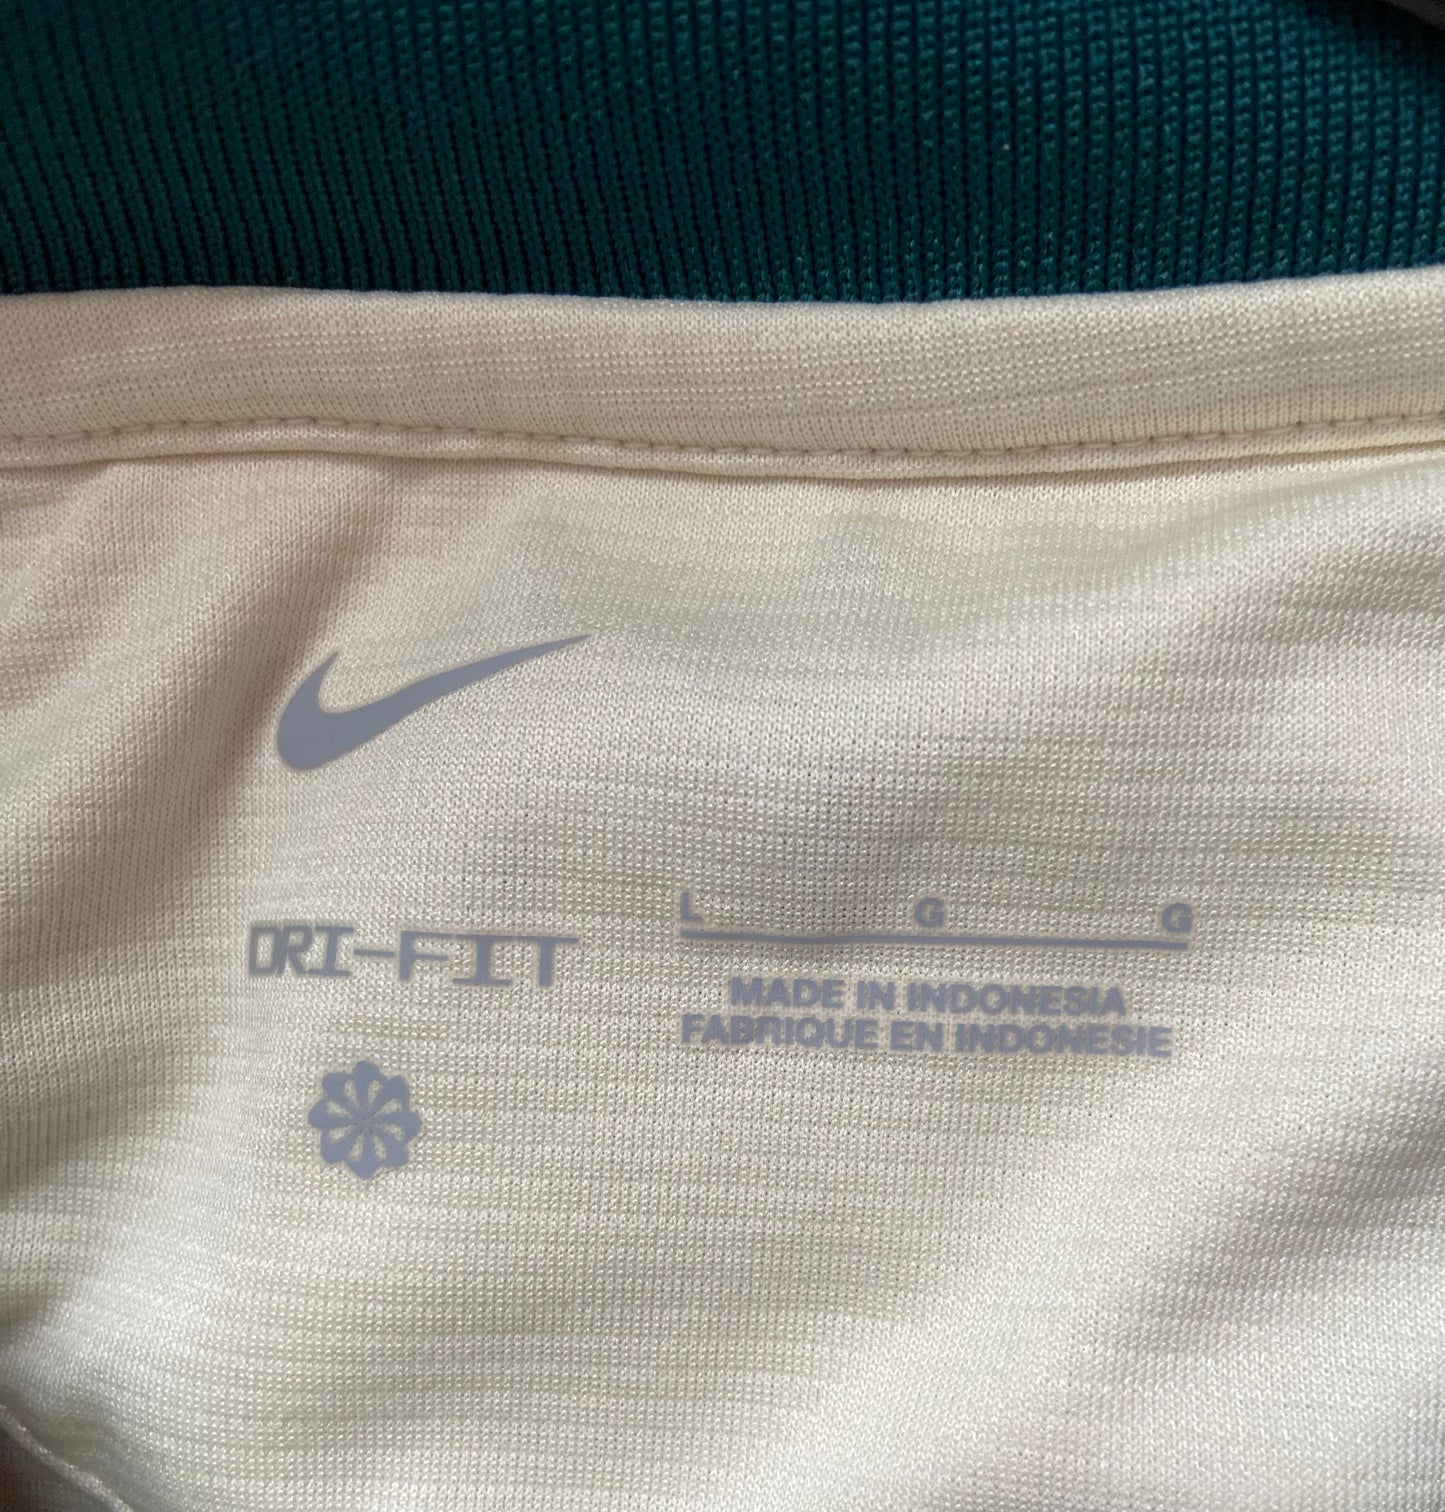 DRI-FIT
L G G
MADE IN INDONESIA
FABRIQUE EN INDONESIE